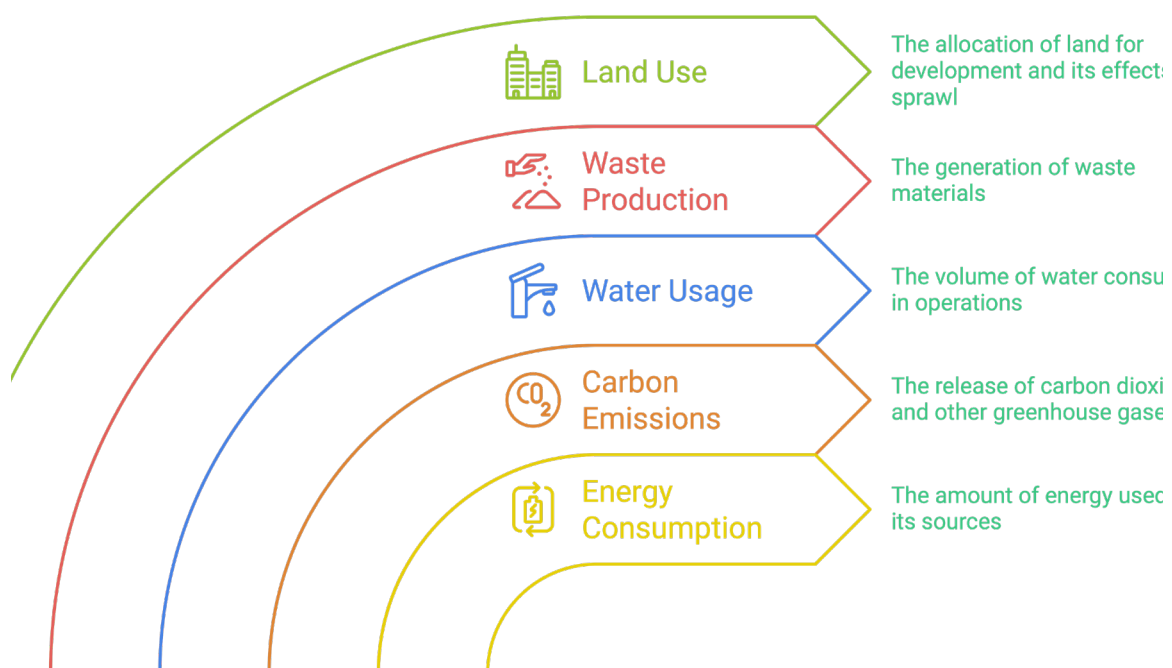 Land Use
The allocation of land for
development and its effects
sprawl
Waste
Production
The generation of waste
materials
Water Usage
The volume of water consu
in operations
CO2
Carbon
Emissions
The release of carbon dioxi
and other greenhouse gase
Energy
Consumption
The amount of energy used
its sources